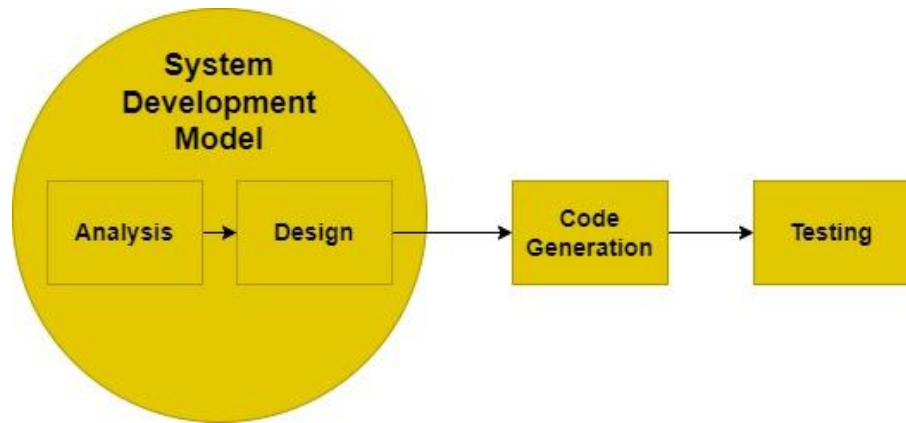 System
Development
Model
Analysis
Design
Code
Generation
Testing